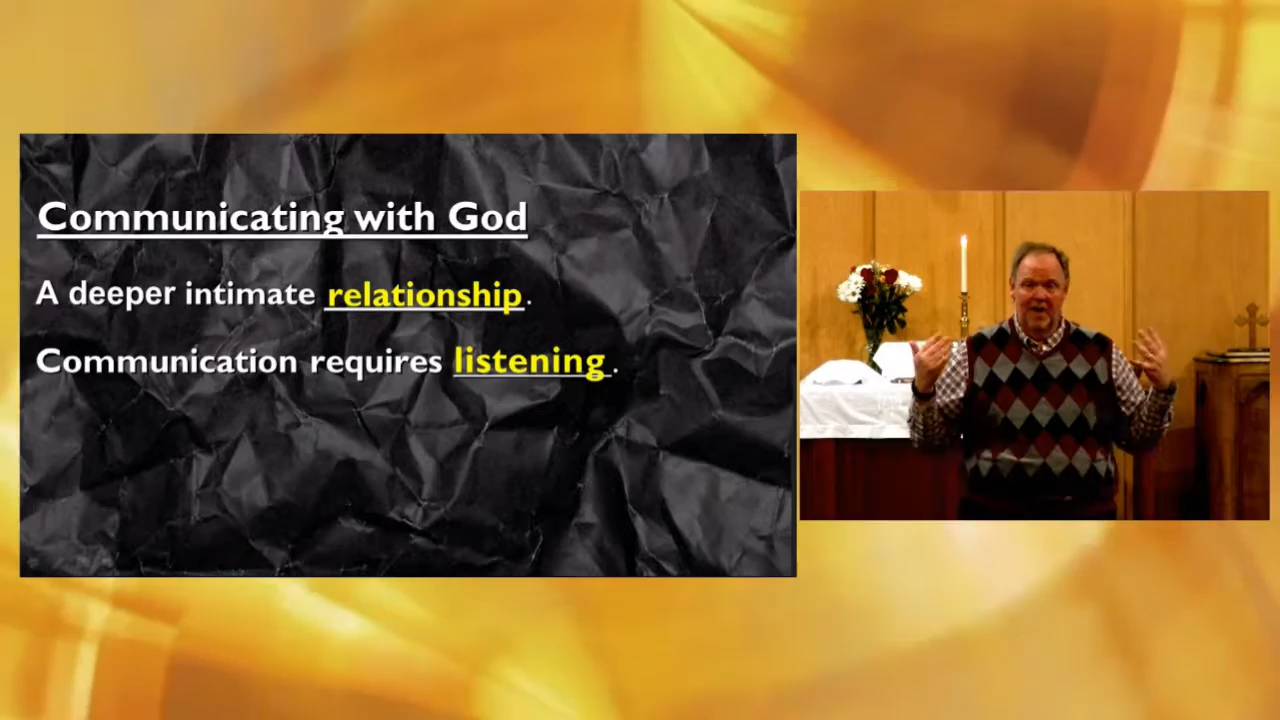 Communicating with God
A deeper intimate relationship.
Communication requires listening.